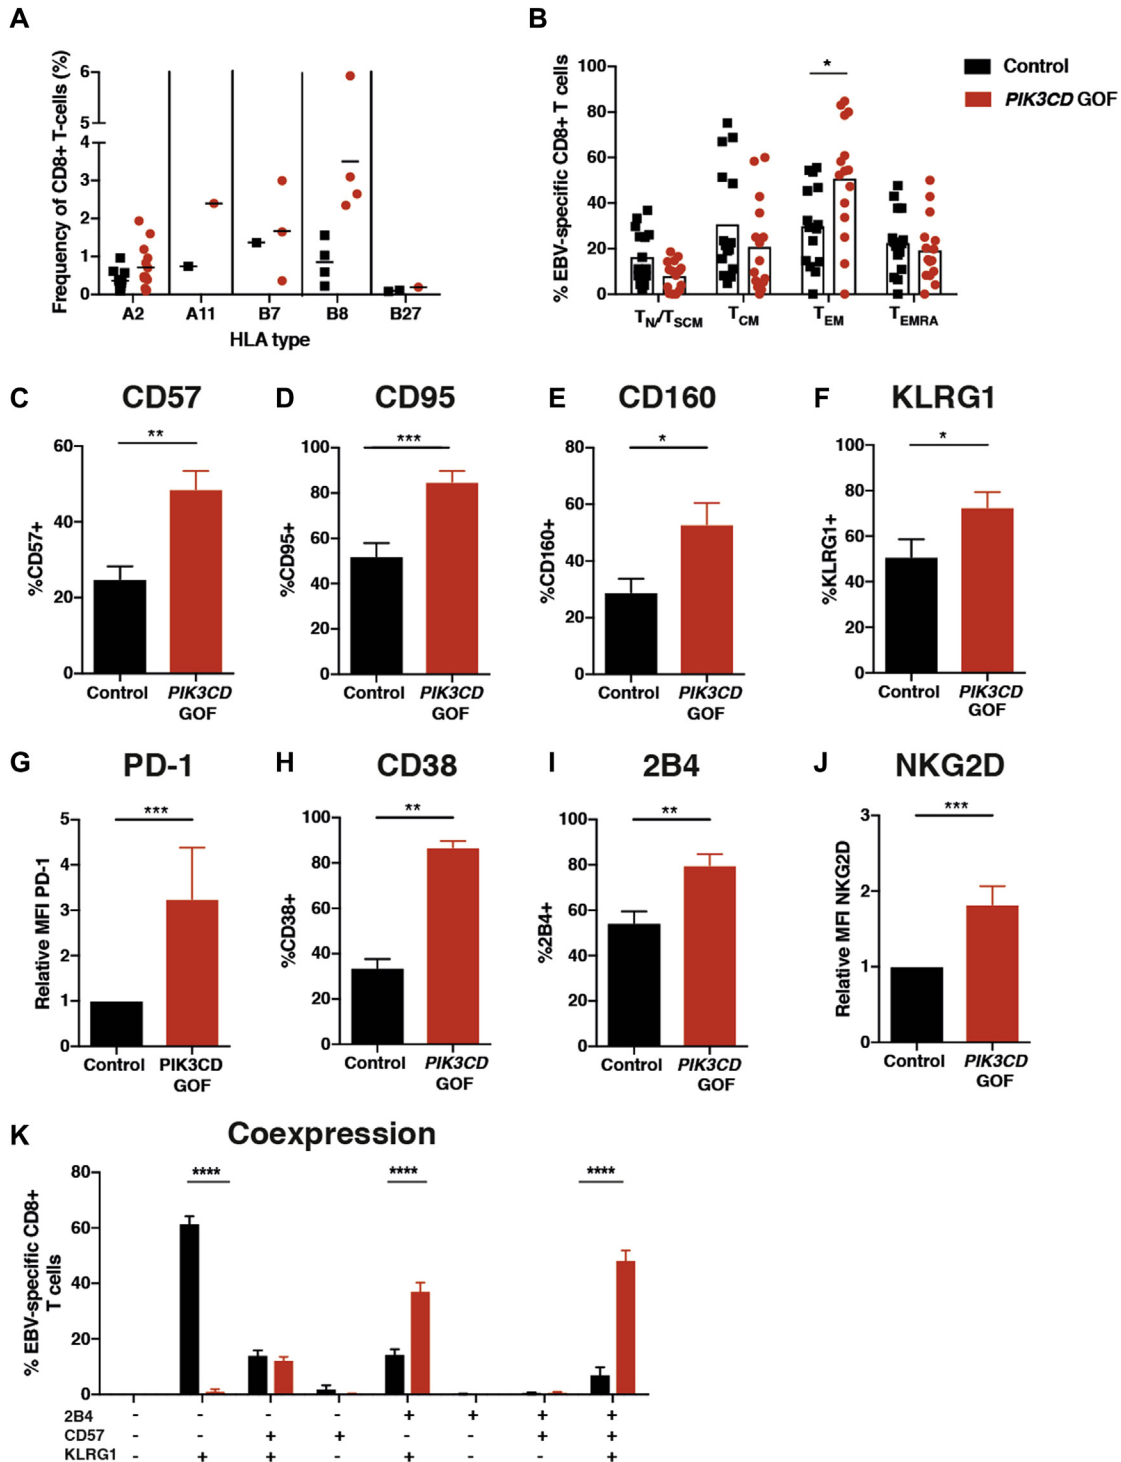 A
Frequency of CD8+ T-cells (%)
6
5
4
3
2
1
0
A2 A11 B7 B8 B27
HLA type
B
% EBV-specific CD8+ T cells
100
80
60
40
20
0
*
TN/TSCM TCM TEM TEMRA
Control
PIK3CD GOF
C
CD57
**
%CD57+
60
40
20
0
Control PIK3CD
GOF
D
CD95
***
%CD95+
100
80
60
40
20
0
Control PIK3CD
GOF
E
CD160
*
%CD160+
80
60
40
20
0
Control PIK3CD
GOF
F
KLRG1
*
%KLRG1+
100
80
60
40
20
0
Control PIK3CD
GOF
G
PD-1
***
Relative MFI PD-1
5
4
3
2
1
0
Control PIK3CD
GOF
H
CD38
**
%CD38+
100
80
60
40
20
0
Control PIK3CD
GOF
I
2B4
**
%2B4+
100
80
60
40
20
0
Control PIK3CD
GOF
J
NKG2D
***
Relative MFI NKG2D
3
2
1
0
Control PIK3CD
GOF
K
Coexpression
% EBV-specific CD8+
T cells
80
60
40
20
0
**** **** ****
2B4 - - - - + + + +
CD57 - - + + - - + +
KLRG1 - + + - + - - +